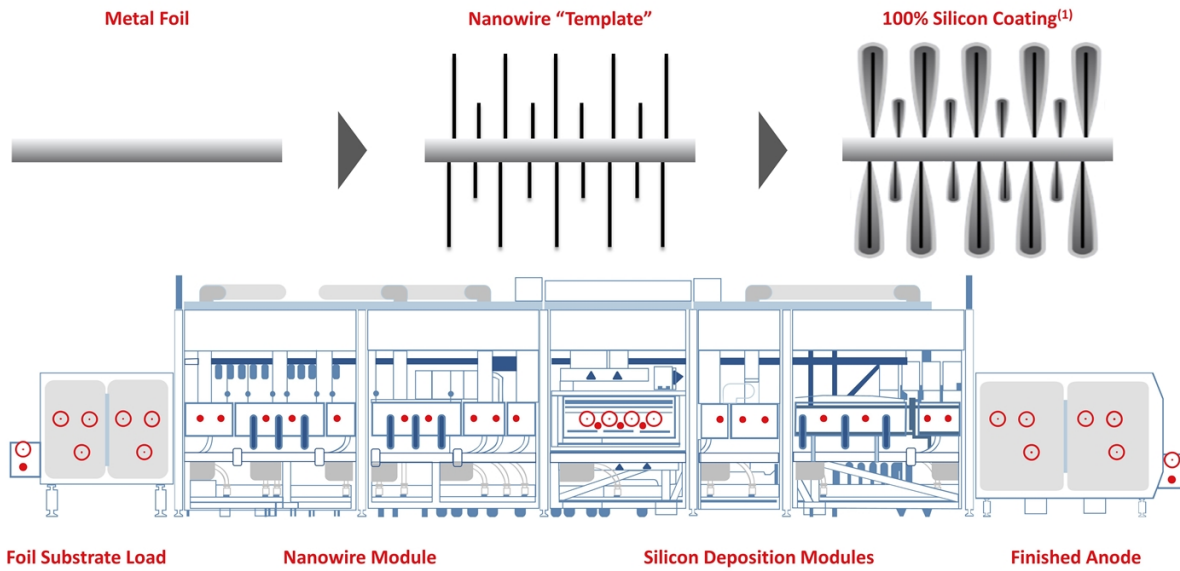 Metal Foil
Nanowire “Template”
100% Silicon Coating(1)
Foil Substrate Load
Nanowire Module
Silicon Deposition Modules
Finished Anode